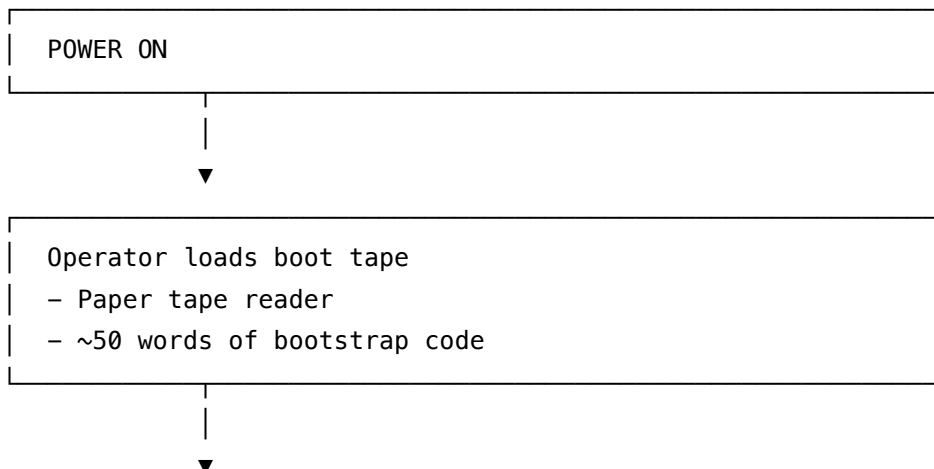 POWER ON
Operator loads boot tape
- Paper tape reader
- ~50 words of bootstrap code